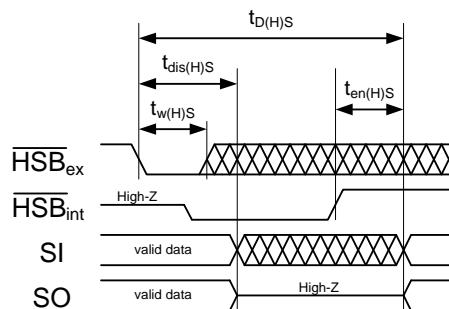 tD(H)S
tdis(H)S
ten(H)S
tw(H)S
HSBex
HSBint
High-Z
SI
valid data
SO
valid data
High-Z